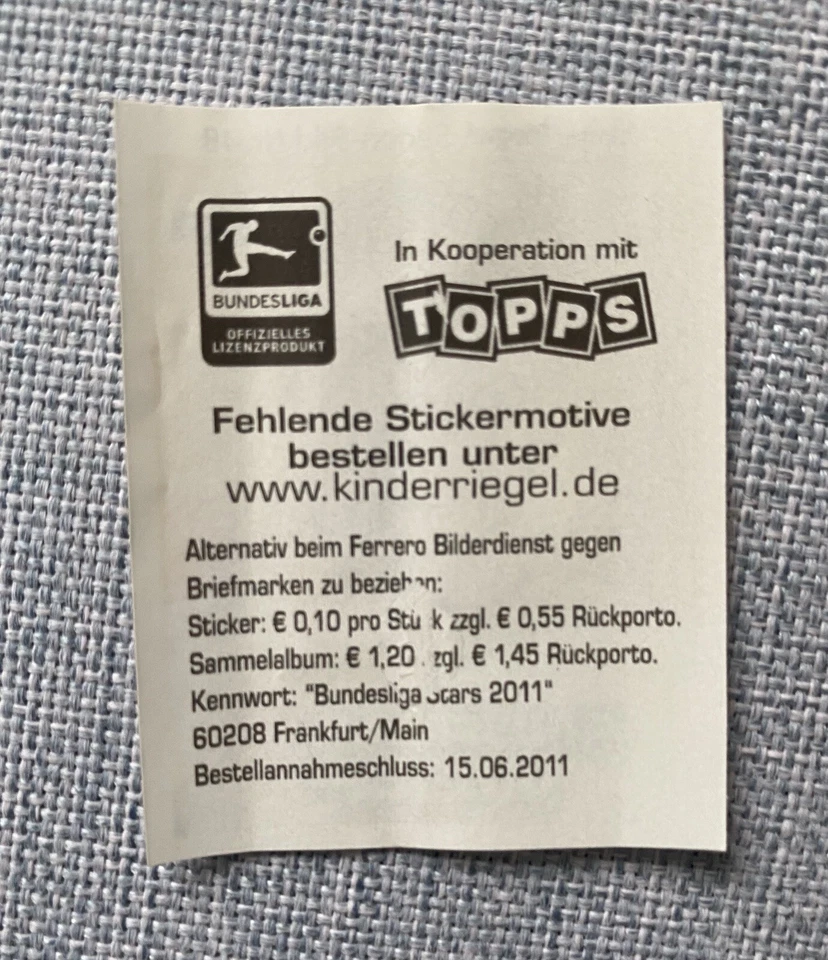 BUNDESLIGA
OFFIZIELLES
LIZENZPRODUKT
In Kooperation mit
TOPPS
Fehlende Stickermotive
bestellen unter
www.kinderriegel.de
Alternativ beim Ferrero Bilderdienst gegen
Briefmarken zu beziehen:
Sticker: € 0,10 pro Stück zzgl. € 0,55 Rückporto.
Sammelalbum: € 1,20 zzgl. € 1,45 Rückporto.
Kennwort: "Bundesliga Stars 2011"
60208 Frankfurt/Main
Bestellannahmeschluss: 15.06.2011